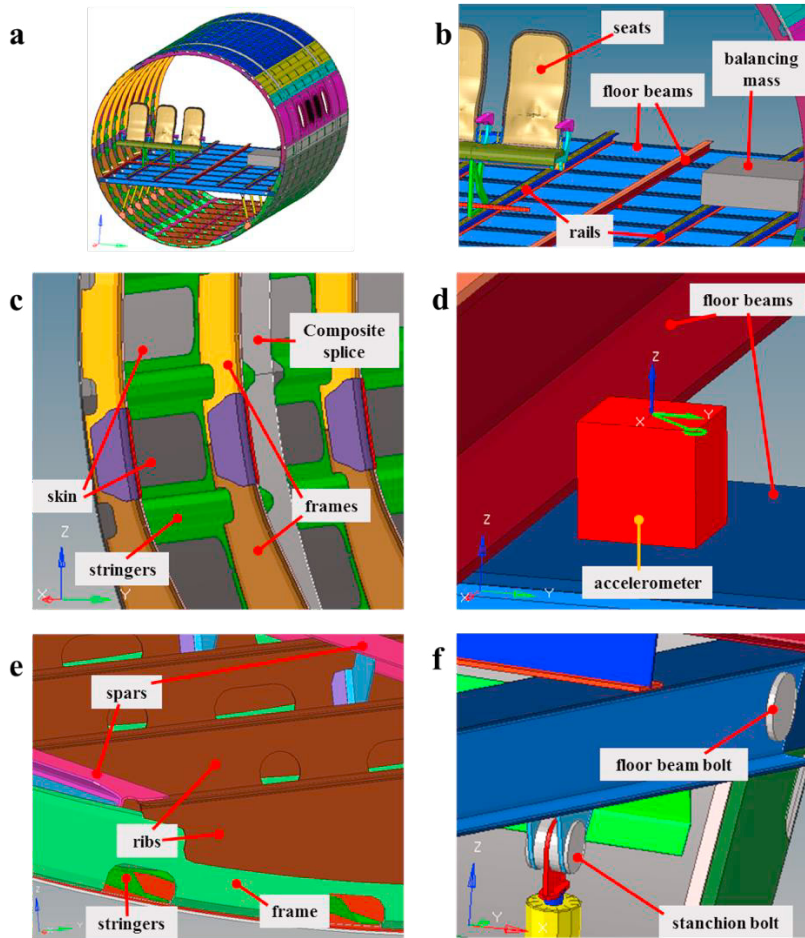 a
b
seats
balancing
mass
floor beams
rails
c
Composite
splice
skin
frames
stringers
Z
X
Y
d
floor beams
Z
X
Y
Z
X
Y
accelerometer
e
spars
ribs
stringers
frame
Z
f
floor beam bolt
stanchion bolt
Z
Y
X